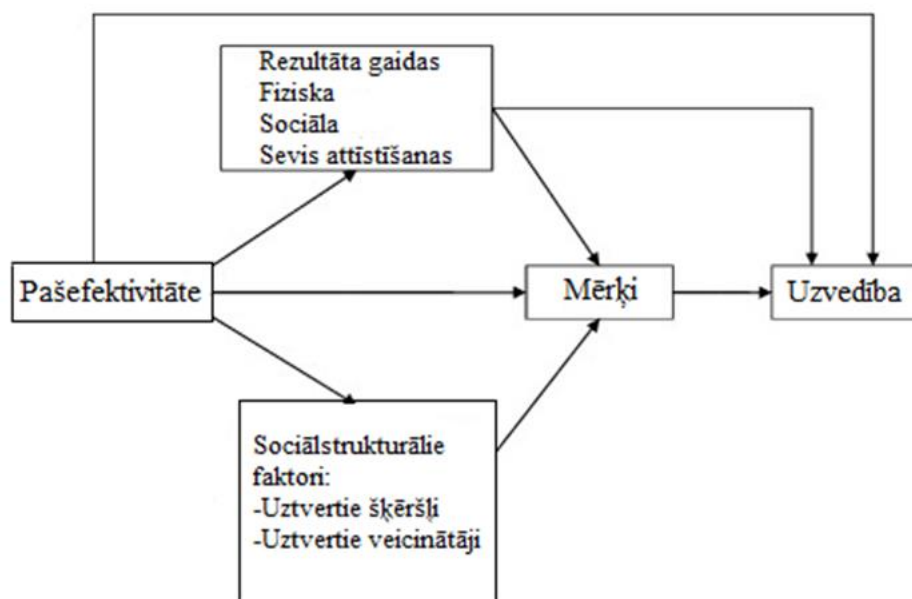 Rezultāta gaidas
Fiziska
Sociāla
Sevis attīstīšanas
Pašefektivitāte
Mērķi
Uzvedība
Sociālstrukturālie
faktori:
-Uztvertie šķēršļi
-Uztvertie veicinātāji